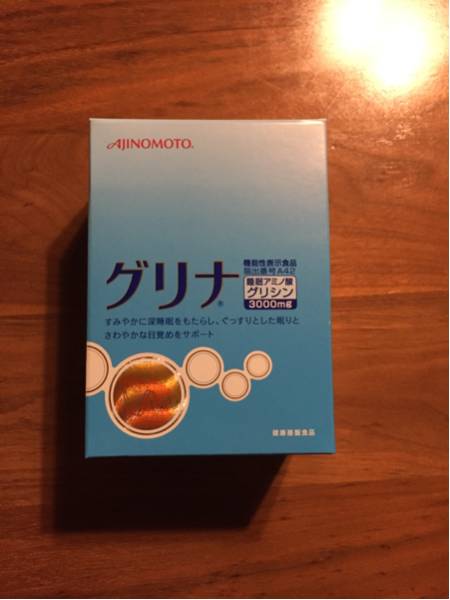 AJINOMOTO®
グリナ®
機能性表示食品
届出番号A42
睡眠アミノ酸
グリシン
3000mg
すみやかに深睡眠をもたらし、ぐっすりとした眠りと
さわやかな目覚めをサポート
健康基盤食品